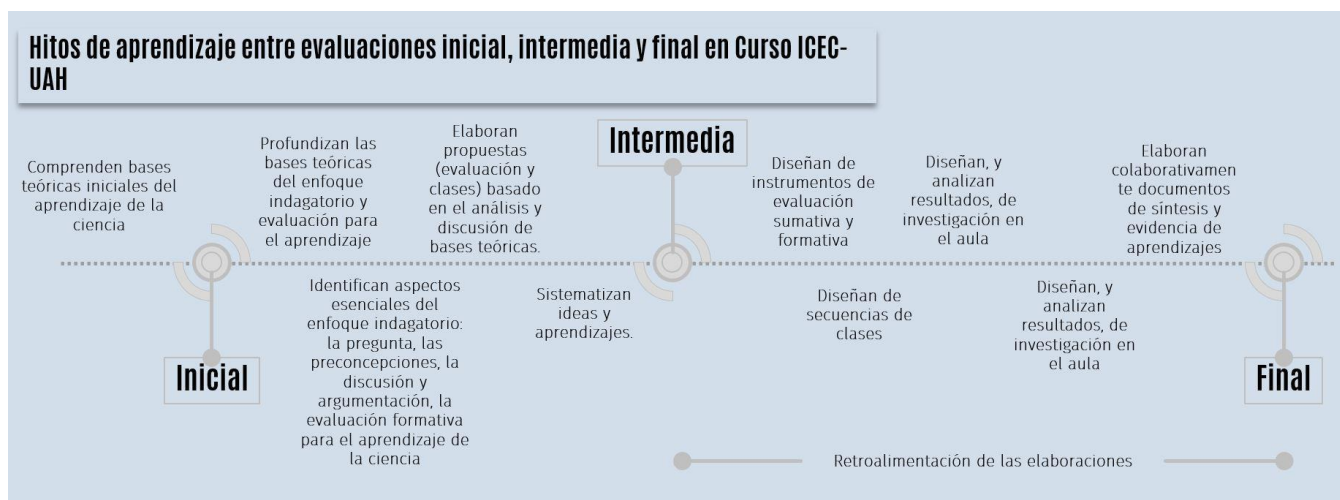 Hitos de aprendizaje entre evaluaciones inicial, intermedia y final en Curso ICEC-
UAH
Comprenden bases
teóricas iniciales del
aprendizaje de la
ciencia
Inicial
Profundizan las
bases teóricas
del enfoque
indagatorio y
evaluación para
el aprendizaje
Identifican aspectos
esenciales del
enfoque indagatorio:
la pregunta, las
preconcepciones, la
discusión y
argumentación, la
evaluación formativa
para el aprendizaje de
la ciencia
Elaboran
propuestas
(evaluación y
clases) basado
en el análisis y
discusión de
bases teóricas.
Sistematizan
ideas y
aprendizajes.
Intermedia
Diseñan de
instrumentos de
evaluación
sumativa y
formativa
Diseñan de
secuencias de
clases
Diseñan, y
analizan
resultados, de
investigación en
el aula
Diseñan, y
analizan
resultados, de
investigación en
el aula
Elaboran
colaborativamen
te documentos
de síntesis y
evidencia de
aprendizajes
Final
Retroalimentación de las elaboraciones